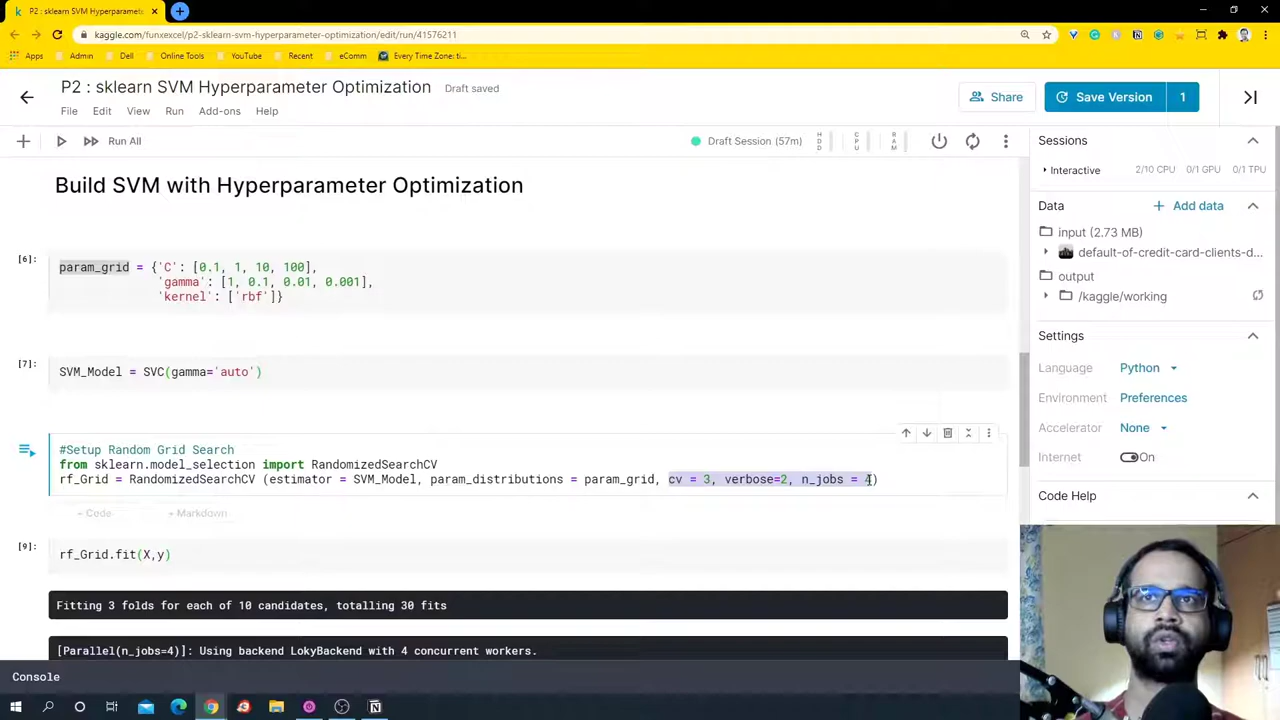 P2 : sklearn SVM Hyperparamete
kaggle.com/funxexcel/p2-sklearn-svm-hyperparameter-optimization/edit/run/41576211
Apps Admin Dell Online Tools YouTube Recent eComm Every Time Zone: ti...
P2 : sklearn SVM Hyperparameter Optimization Draft saved
File Edit View Run Add-ons Help
Share
Save Version 1
Run All
Draft Session (57m)
HDD
CPU
RAM
Build SVM with Hyperparameter Optimization
[6]:
param_grid = {'C': [0.1, 1, 10, 100],
'gamma': [1, 0.1, 0.01, 0.001],
'kernel': ['rbf']}
[7]:
SVM_Model = SVC(gamma='auto')
#Setup Random Grid Search
from sklearn.model_selection import RandomizedSearchCV
rf_Grid = RandomizedSearchCV (estimator = SVM_Model, param_distributions = param_grid, cv = 3, verbose=2, n_jobs = 4)
+ Code + Markdown
[9]:
rf_Grid.fit(X,y)
Fitting 3 folds for each of 10 candidates, totalling 30 fits
[Parallel(n_jobs=4)]: Using backend LokyBackend with 4 concurrent workers.
Console
Sessions
Interactive 2/10 CPU 0/1 GPU 0/1 TPU
Data + Add data
input (2.73 MB)
default-of-credit-card-clients-d...
output
/kaggle/working
Settings
Language Python
Environment Preferences
Accelerator None
Internet On
Code Help